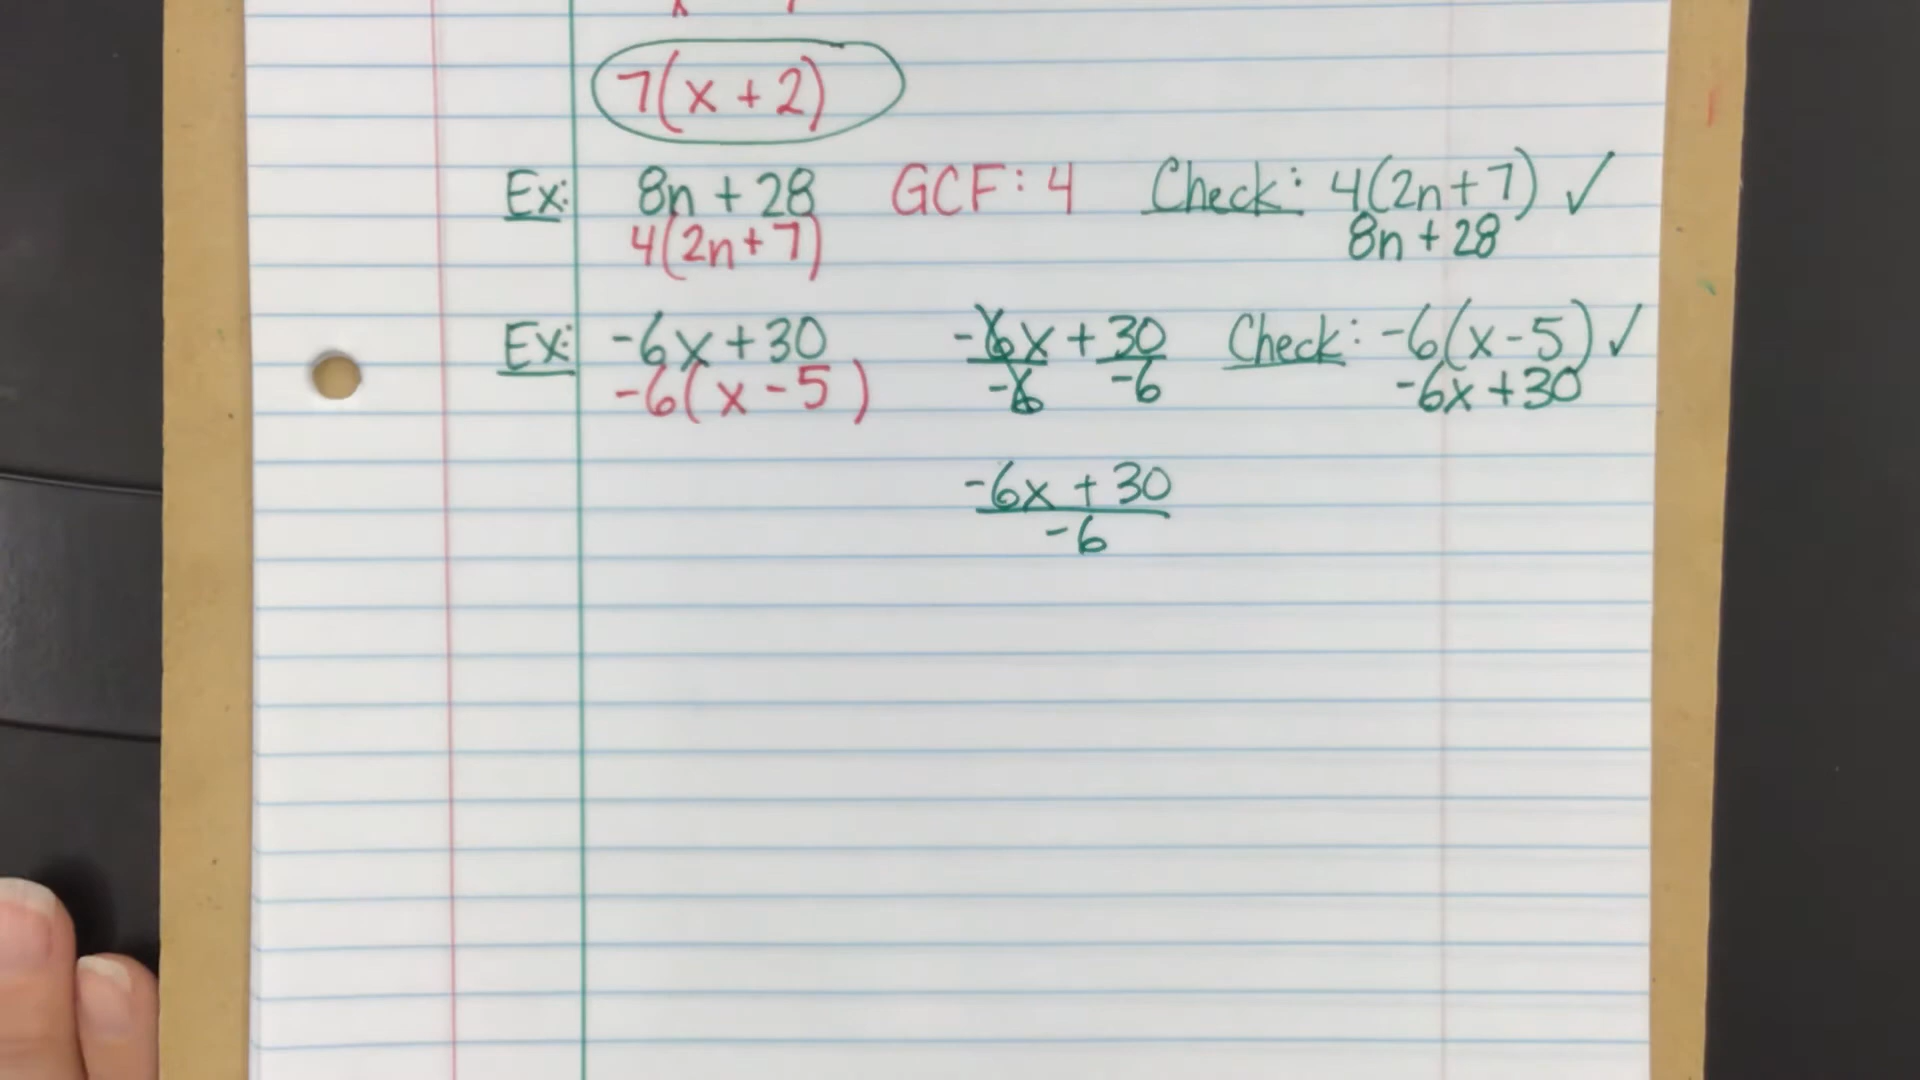 7(x + 2)
Ex: 8n + 28 GCF: 4 Check: 4(2n+7) ✓
4(2n+7) 8n + 28
Ex: -6x+30 -6x + 30 Check: -6(x-5) ✓
-6(x-5) -6 -6 -6x+30
-6x + 30
-6